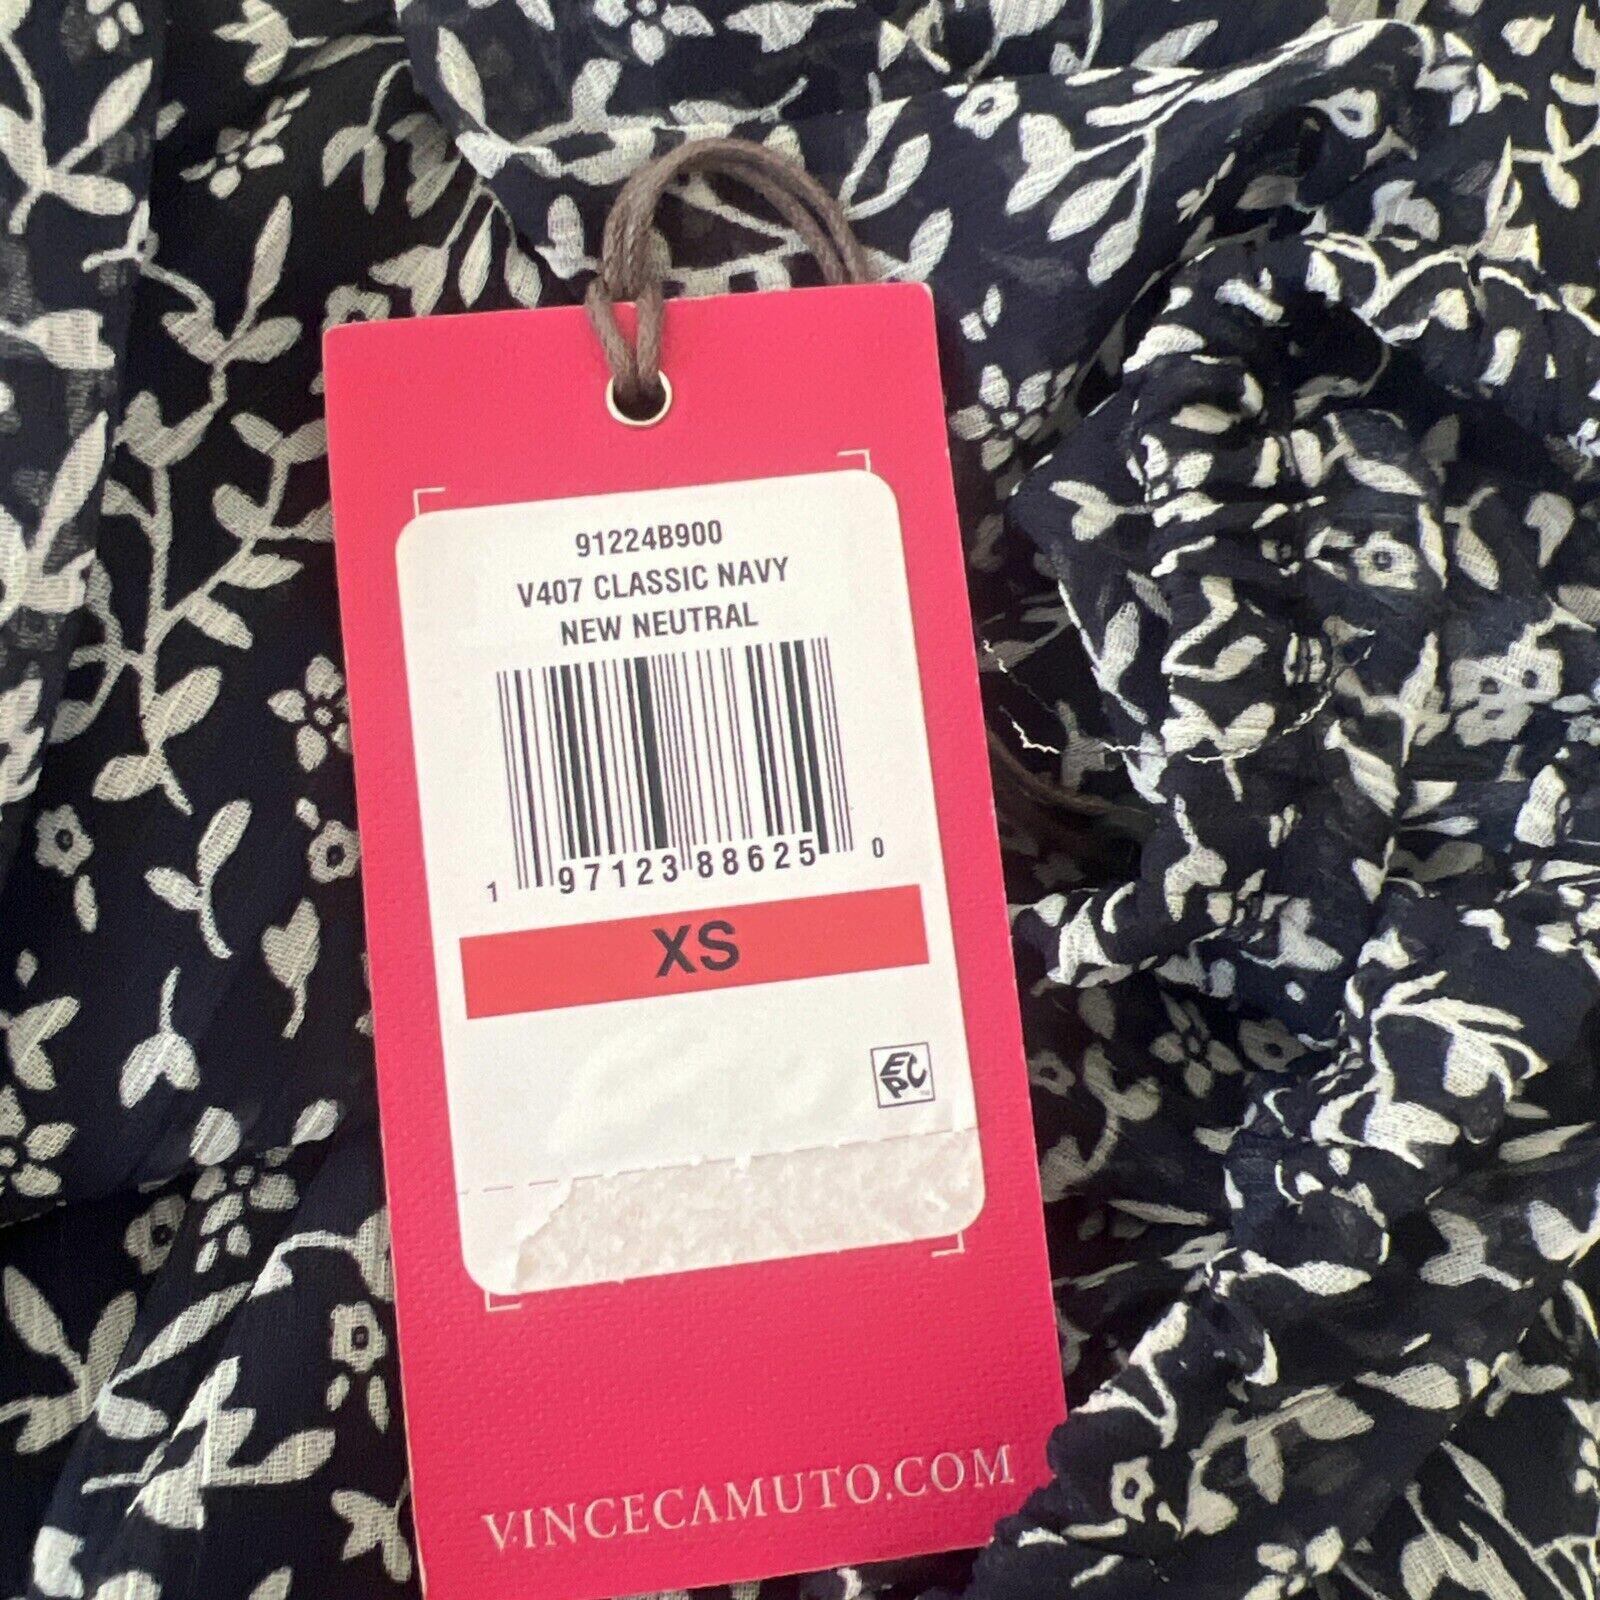 91224B900
V407 CLASSIC NAVY
NEW NEUTRAL
1 97123 88625 0
XS
EPC
VINCECAMUTO.COM